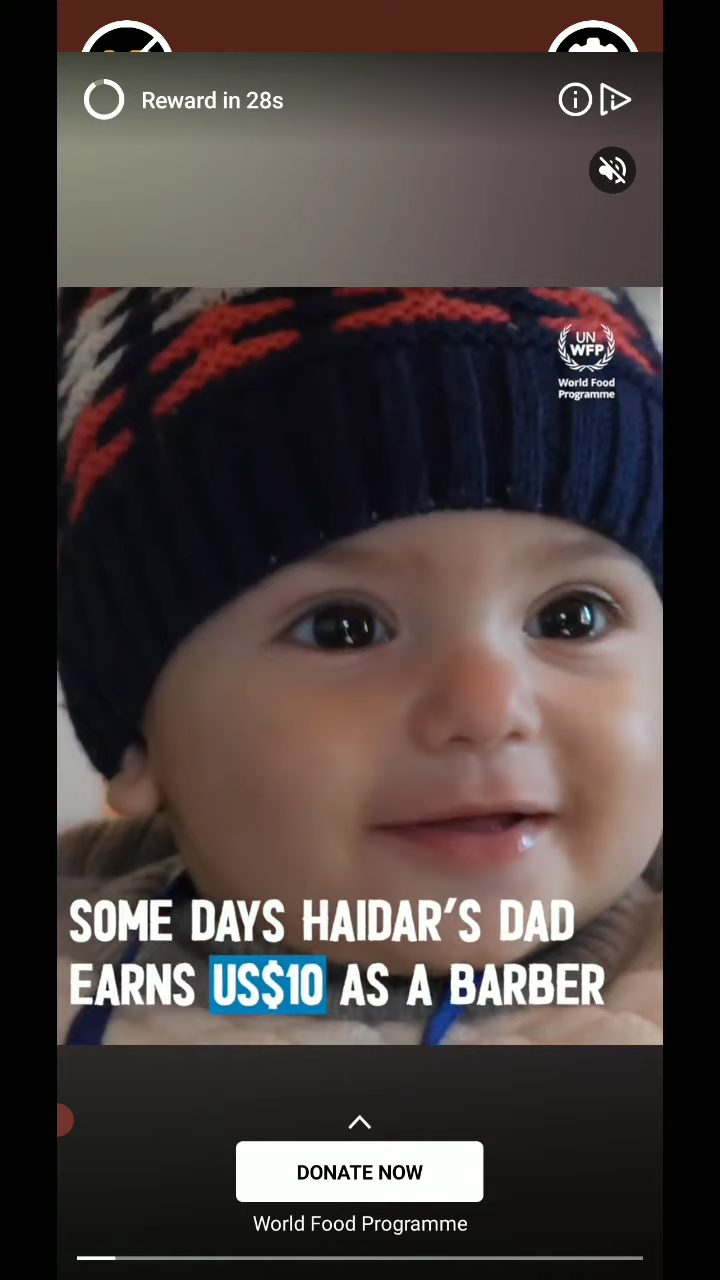 Reward in 28s
UN
WFP
World Food
Programme
SOME DAYS HAIDAR'S DAD
EARNS US$10 AS A BARBER
DONATE NOW
World Food Programme